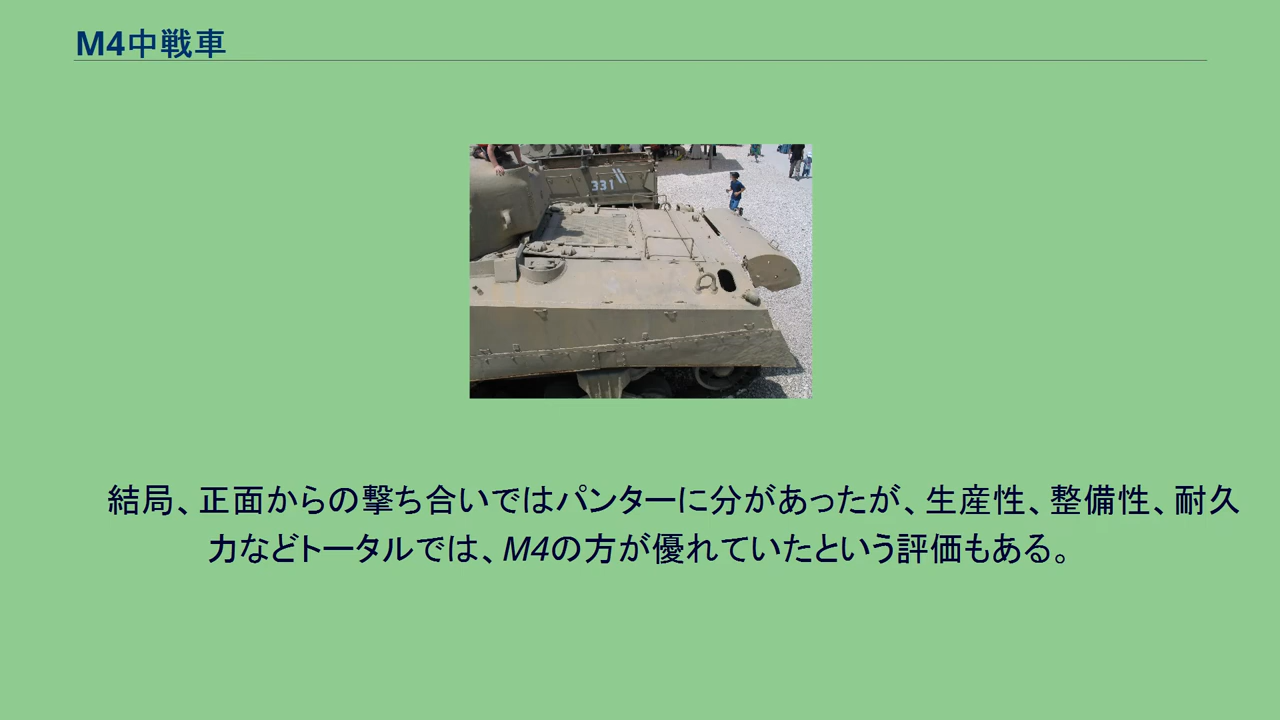 M4中戦車
331
結局、正面からの撃ち合いではパンターに分があったが、生産性、整備性、耐久
力などトータルでは、M4の方が優れていたという評価もある。